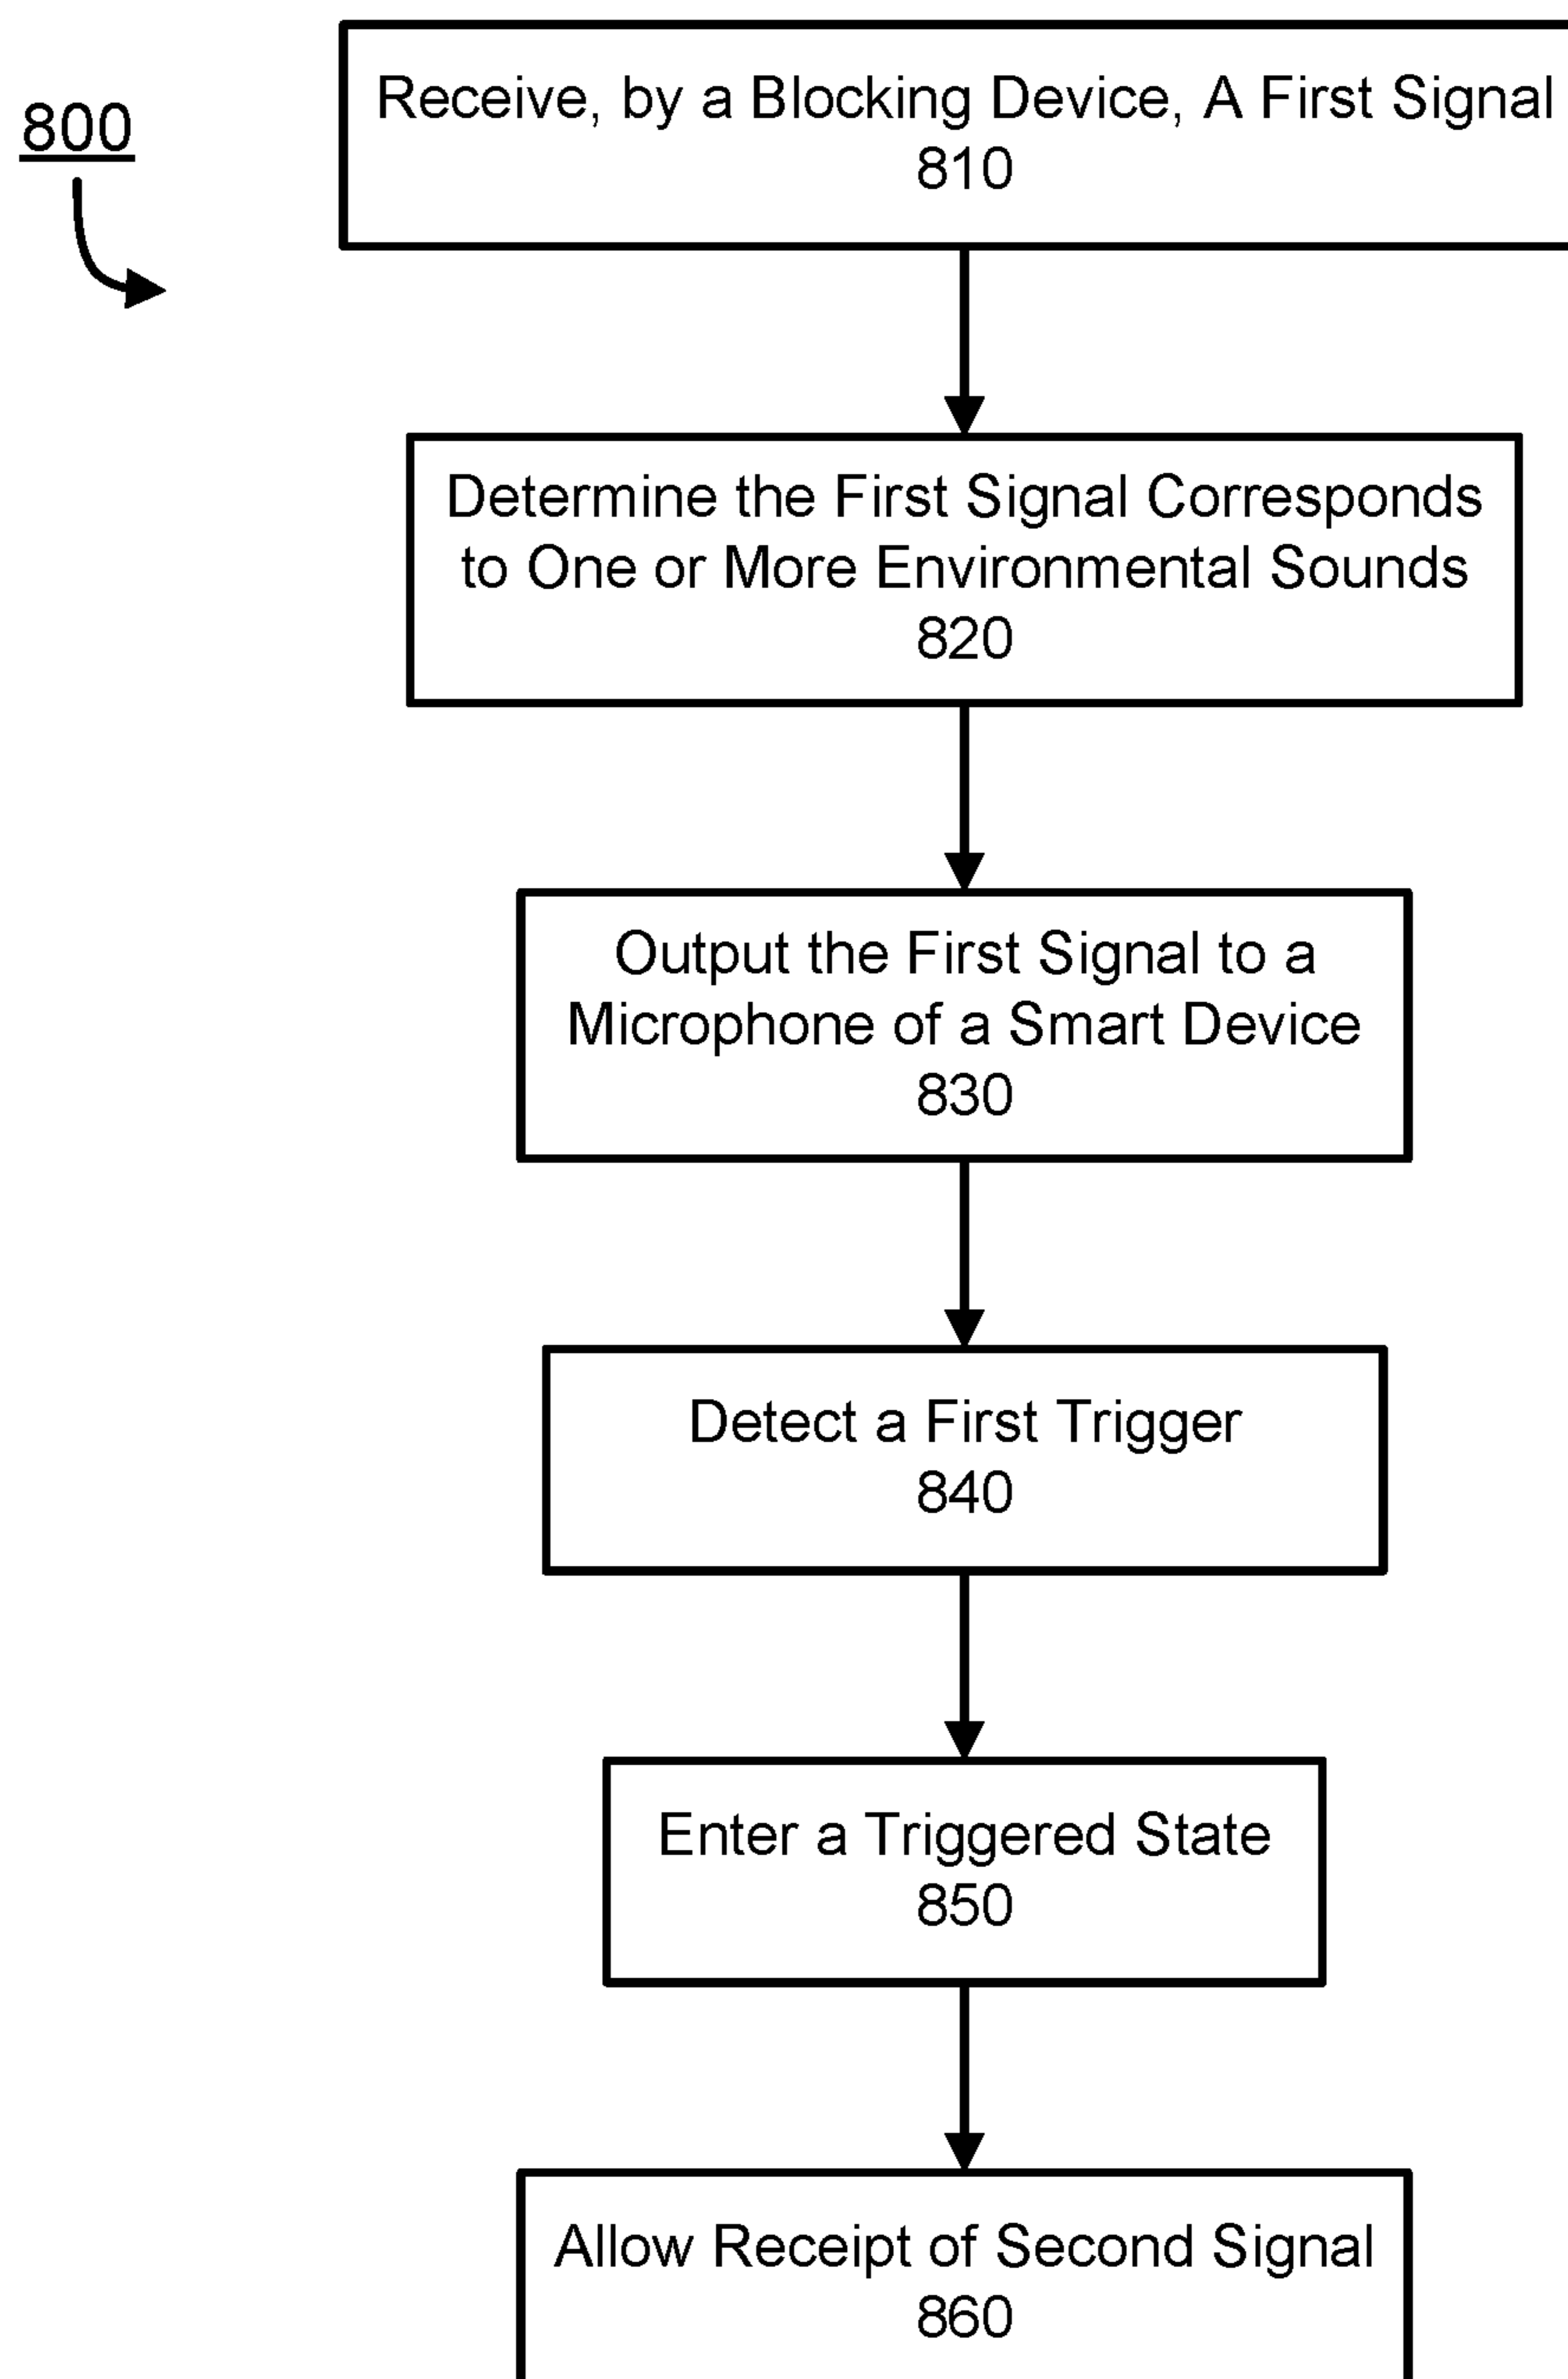 800
Receive, by a Blocking Device, A First Signal
810
Determine the First Signal Corresponds
to One or More Environmental Sounds
820
Output the First Signal to a
Microphone of a Smart Device
830
Detect a First Trigger
840
Enter a Triggered State
850
Allow Receipt of Second Signal
860